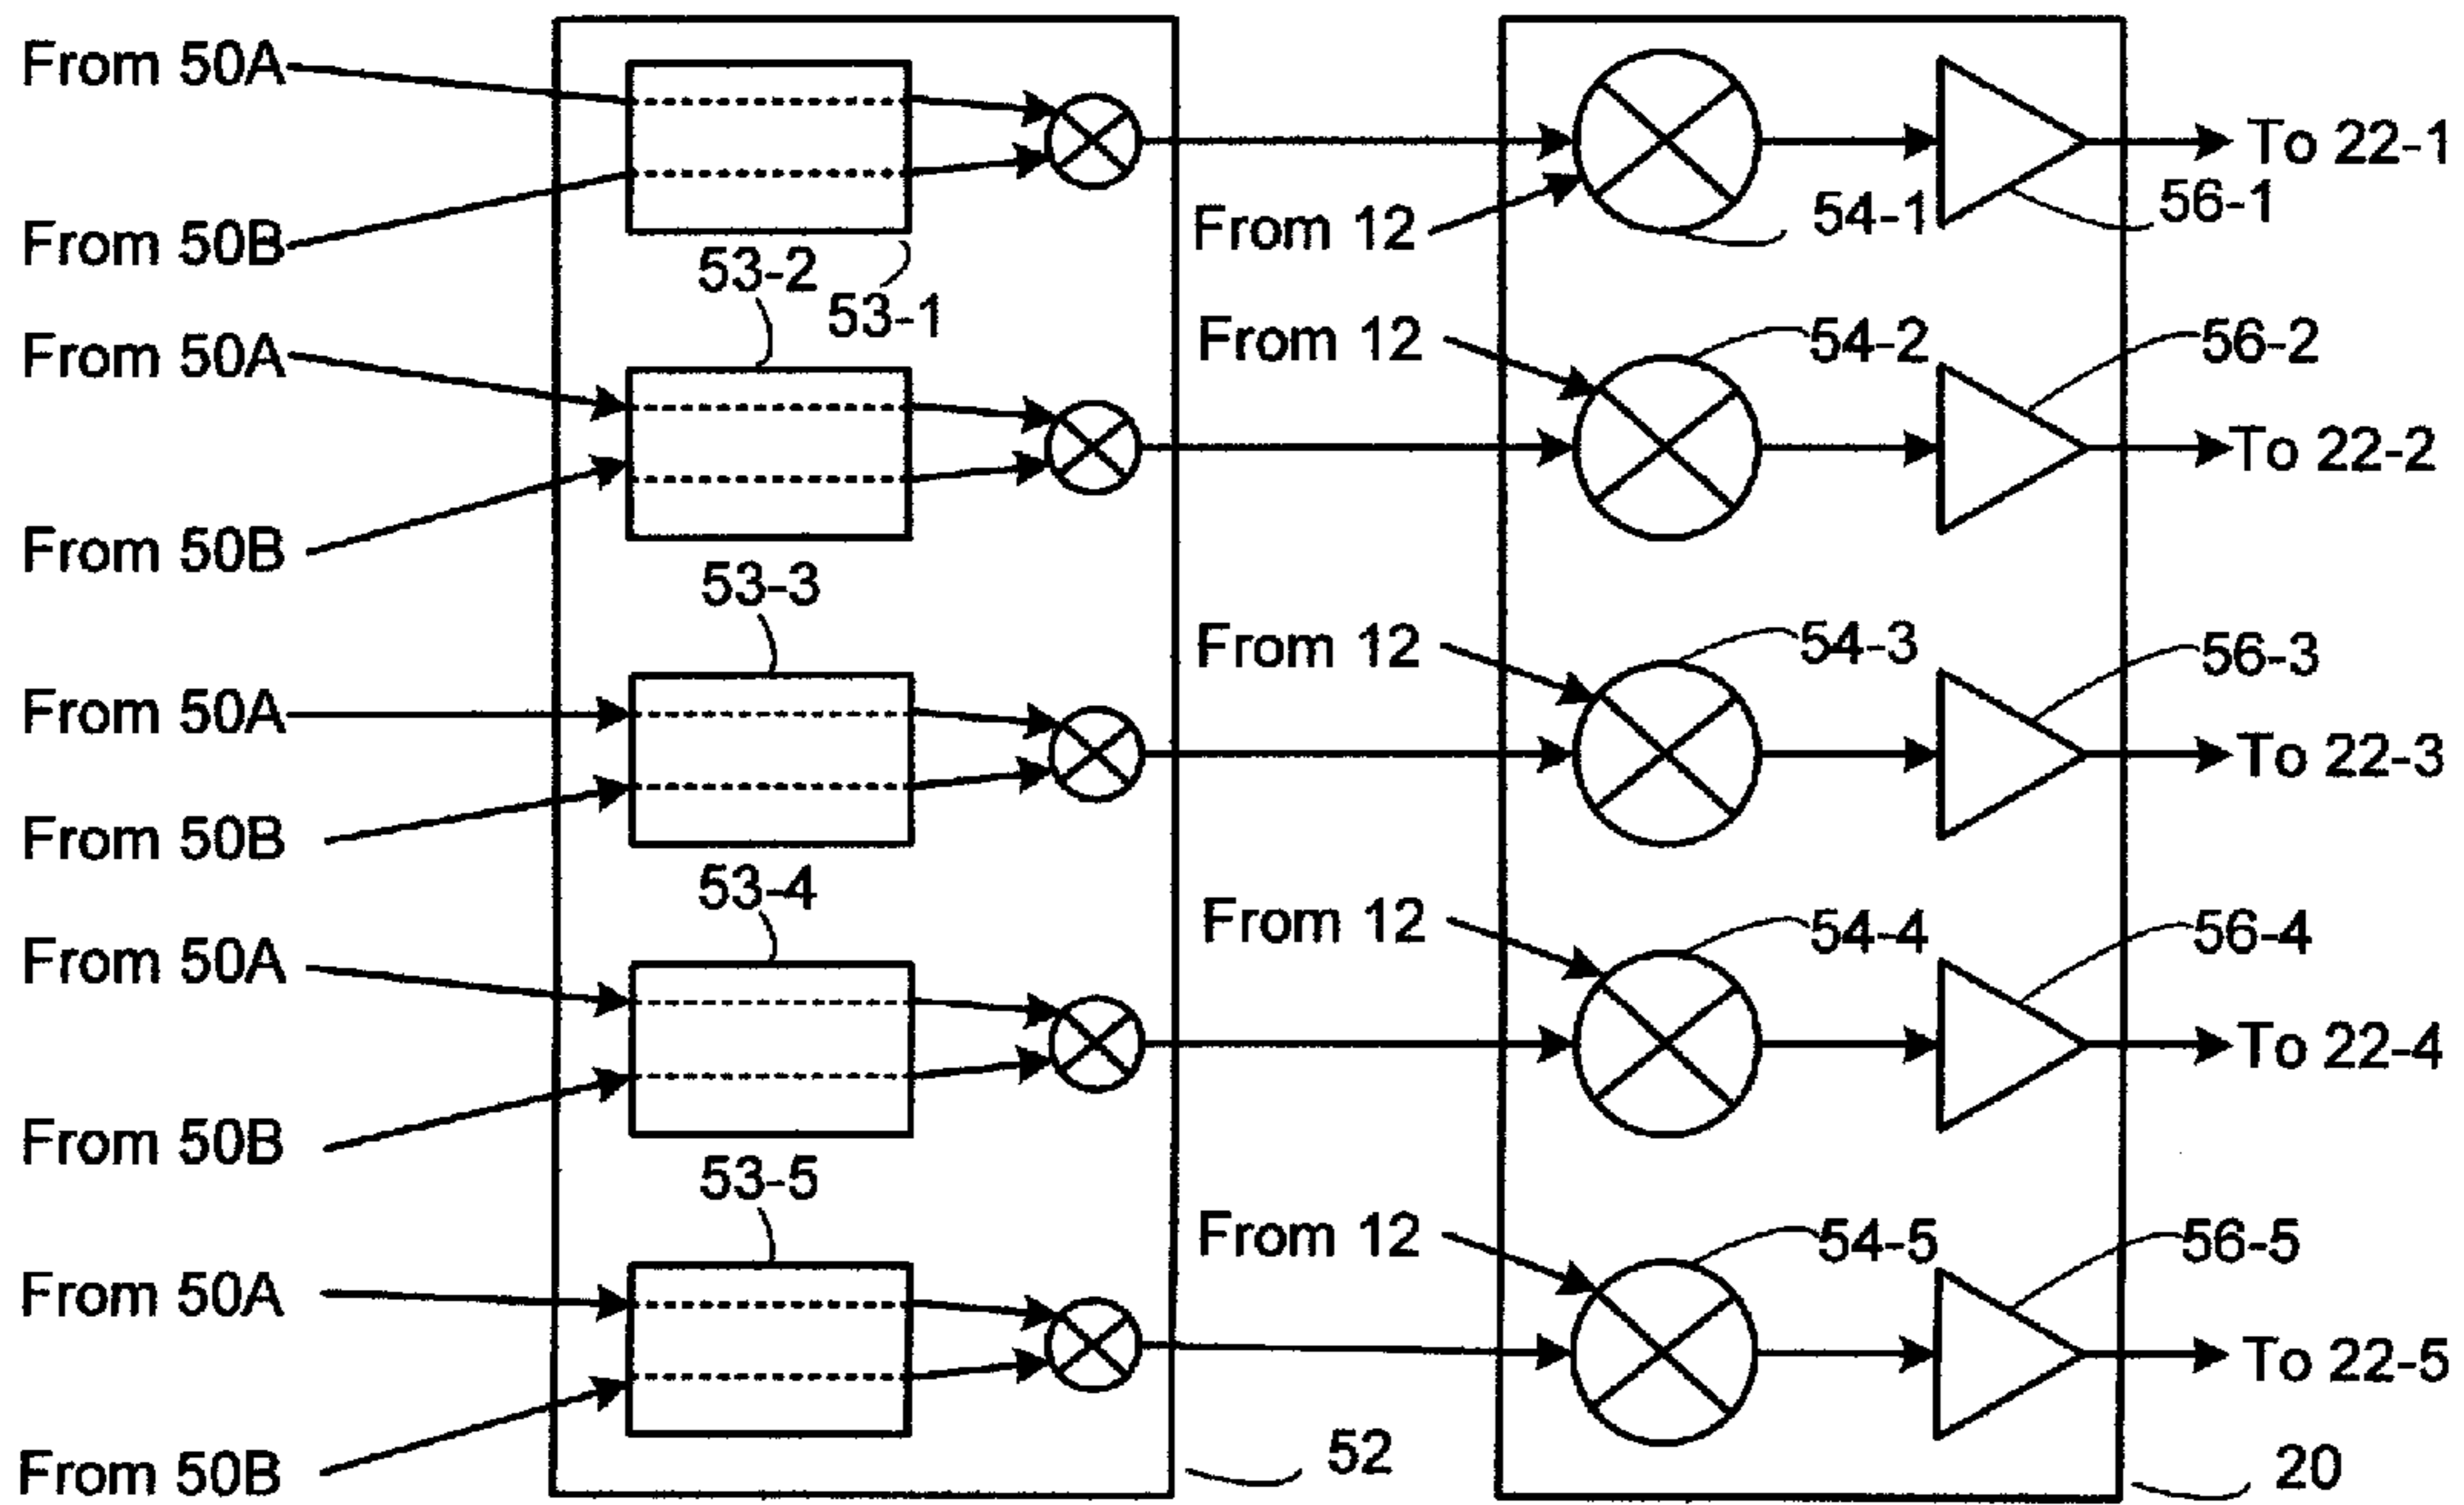 From 50A
To 22-1
56-1
54-1
From 12
From 50B
53-2
53-1
From 12
54-2
56-2
From 50A
To 22-2
From 50B
53-3
From 12
54-3
56-3
From 50A
To 22-3
From 50B
53-4
From 12
54-4
56-4
From 50A
To 22-4
From 50B
53-5
From 12
54-5
56-5
From 50A
To 22-5
From 50B
52
20